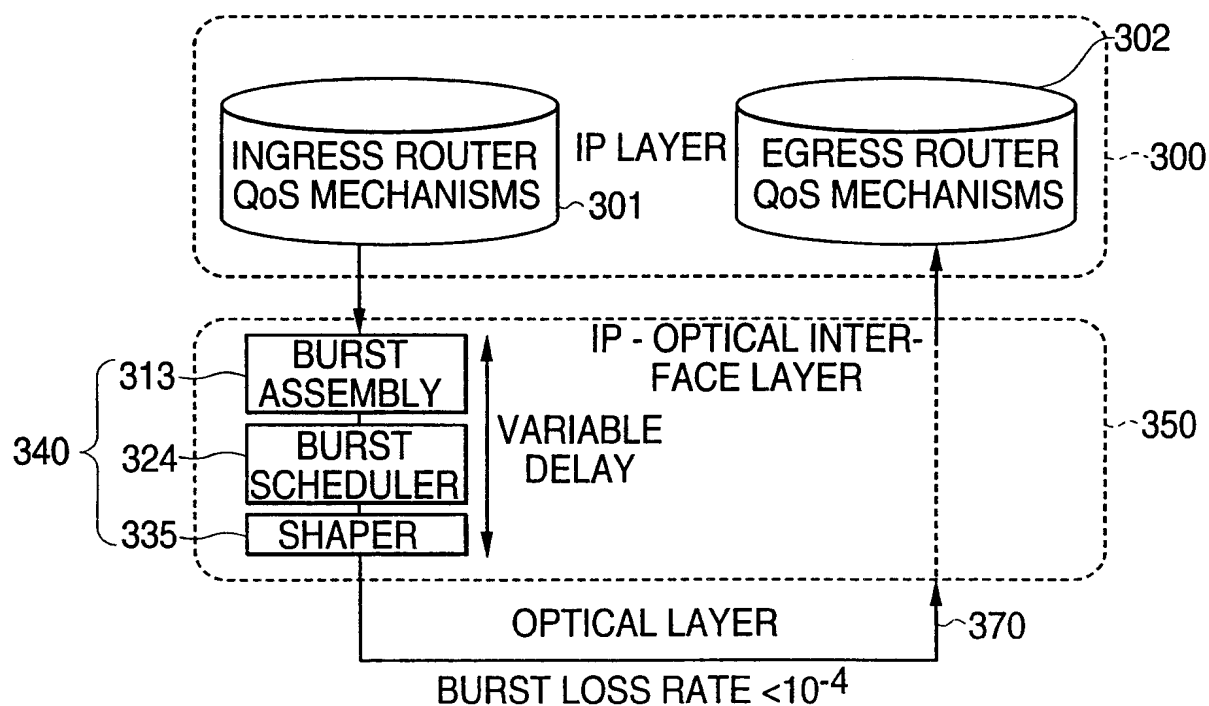 302
INGRESS ROUTER
QoS MECHANISMS
IP LAYER
EGRESS ROUTER
QoS MECHANISMS
300
301
IP - OPTICAL INTER-
FACE LAYER
340
313
BURST
ASSEMBLY
324
BURST
SCHEDULER
335
SHAPER
VARIABLE
DELAY
350
OPTICAL LAYER
370
BURST LOSS RATE <10⁻⁴